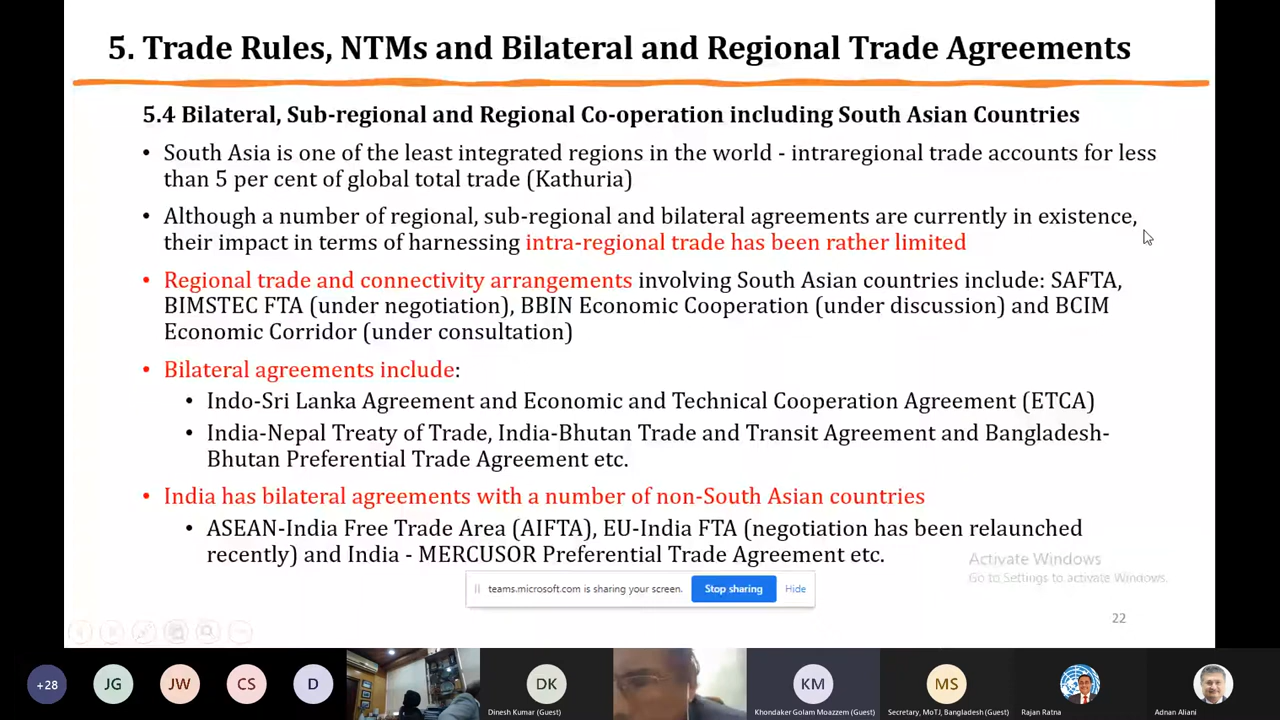 5. Trade Rules, NTMs and Bilateral and Regional Trade Agreements
5.4 Bilateral, Sub-regional and Regional Co-operation including South Asian Countries
• South Asia is one of the least integrated regions in the world - intraregional trade accounts for less
than 5 per cent of global total trade (Kathuria)
• Although a number of regional, sub-regional and bilateral agreements are currently in existence,
their impact in terms of harnessing intra-regional trade has been rather limited
• Regional trade and connectivity arrangements involving South Asian countries include: SAFTA,
BIMSTEC FTA (under negotiation), BBIN Economic Cooperation (under discussion) and BCIM
Economic Corridor (under consultation)
• Bilateral agreements include:
• Indo-Sri Lanka Agreement and Economic and Technical Cooperation Agreement (ETCA)
• India-Nepal Treaty of Trade, India-Bhutan Trade and Transit Agreement and Bangladesh-
Bhutan Preferential Trade Agreement etc.
• India has bilateral agreements with a number of non-South Asian countries
• ASEAN-India Free Trade Area (AIFTA), EU-India FTA (negotiation has been relaunched
recently) and India - MERCUSOR Preferential Trade Agreement etc.
Activate Windows
Go to Settings to activate Windows.
teams.microsoft.com is sharing your screen. Stop sharing Hide
22
+28 JG JW CS D DK KM MS
Dinesh Kumar (Guest) Khondaker Golam Moazzem (Guest) Secretary, MoTJ, Bangladesh (Guest) Rajan Ratna Adnan Aliani